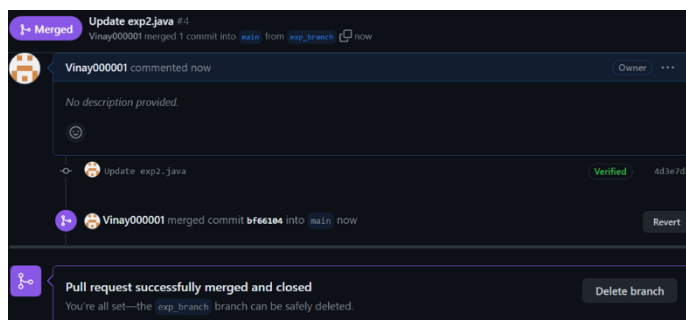 Merged
Update exp2.java #4
Vinay000001 merged 1 commit into main from exp_branch now
Vinay000001 commented now
Owner
No description provided.
Update exp2.java
Verified
4d3e7d
Vinay000001 merged commit bf66104 into main now
Revert
Pull request successfully merged and closed
Delete branch
You're all set—the exp_branch branch can be safely deleted.